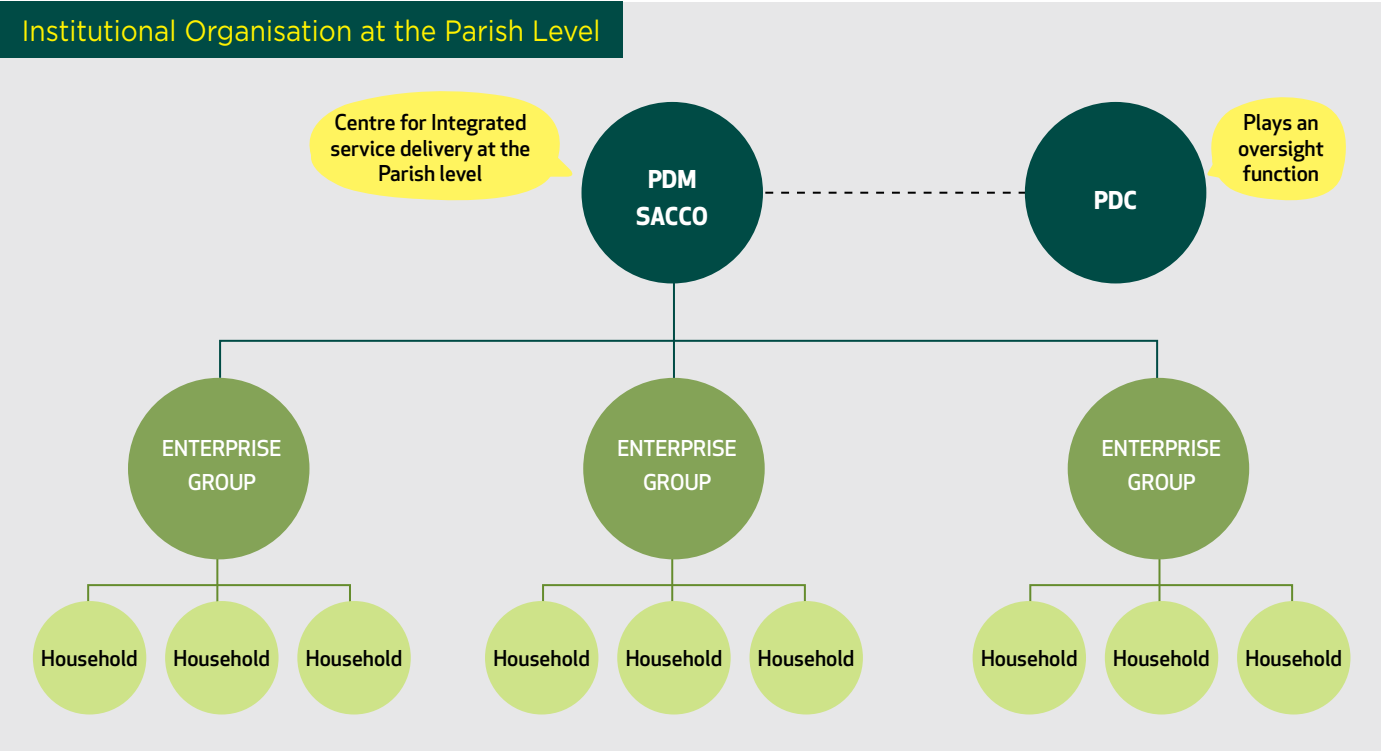 Institutional Organisation at the Parish Level
Centre for Integrated
service delivery at the
Parish level
PDM
SACCO
PDC
Plays an
oversight
function
ENTERPRISE
GROUP
ENTERPRISE
GROUP
ENTERPRISE
GROUP
Household
Household
Household
Household
Household
Household
Household
Household
Household